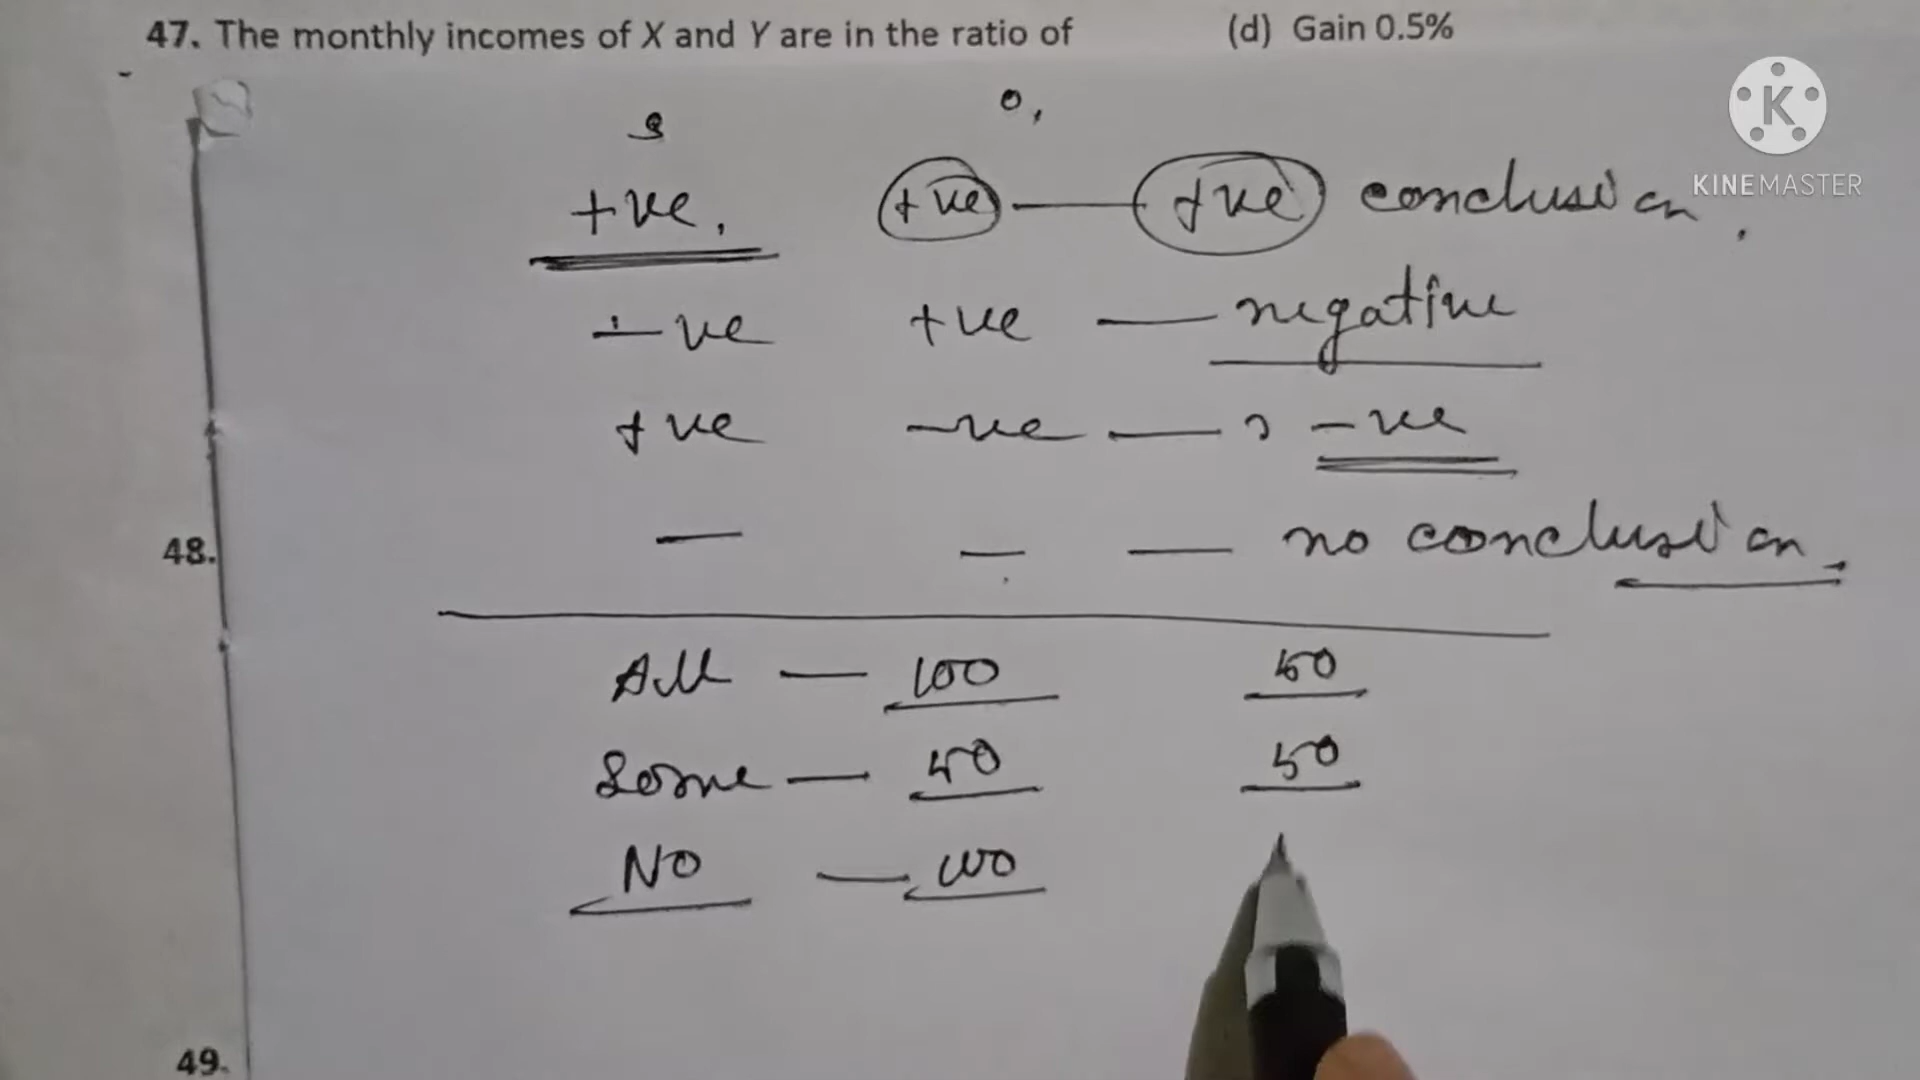 47. The monthly incomes of X and Y are in the ratio of (d) Gain 0.5%
KINEMASTER
+ve, +ve — +ve conclusion.
-ve +ve — negative
+ve -ve — -ve
— — — no conclusion.
48.
All — 100 50
Some — 50 50
No — 100
49.